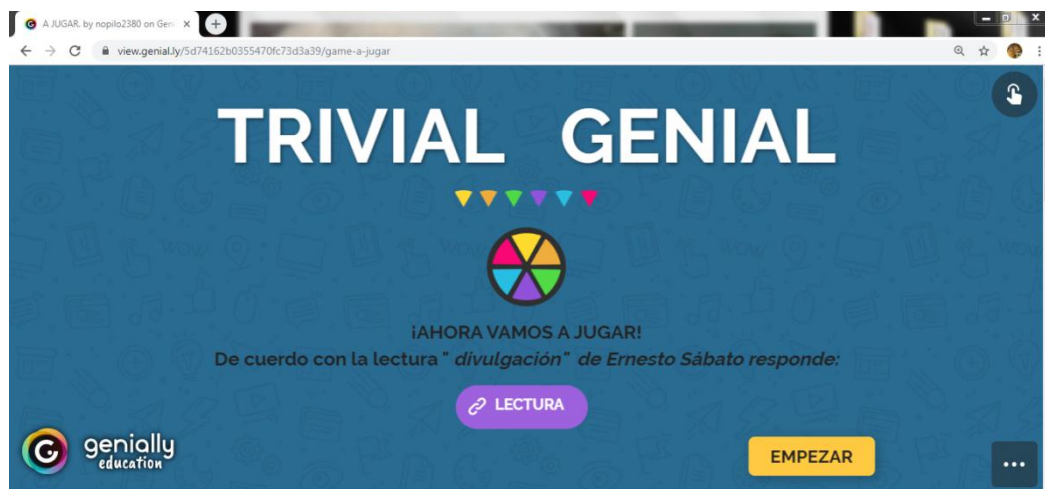 A JUGAR. by nopilo2380 on Geni
view.genial.ly/5d74162b0355470fc73d3a39/game-a-jugar
TRIVIAL GENIAL
¡AHORA VAMOS A JUGAR!
De cuerdo con la lectura " divulgación" de Ernesto Sábato responde:
LECTURA
genially
education
EMPEZAR